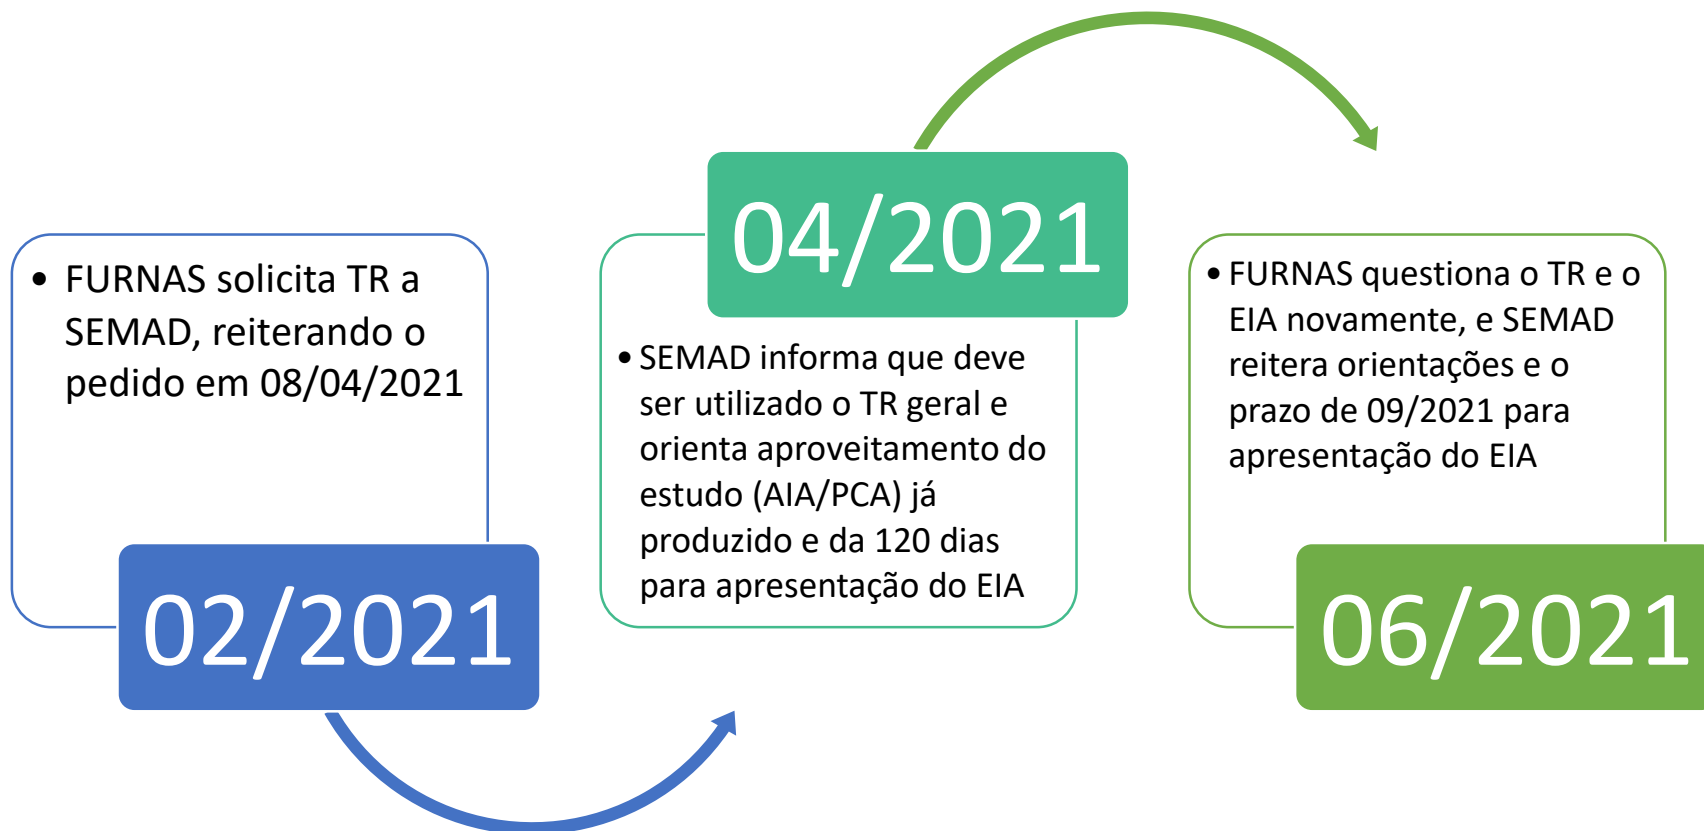 • FURNAS solicita TR a
SEMAD, reiterando o
pedido em 08/04/2021
02/2021
04/2021
• SEMAD informa que deve
ser utilizado o TR geral e
orienta aproveitamento do
estudo (AIA/PCA) já
produzido e da 120 dias
para apresentação do EIA
• FURNAS questiona o TR e o
EIA novamente, e SEMAD
reitera orientações e o
prazo de 09/2021 para
apresentação do EIA
06/2021